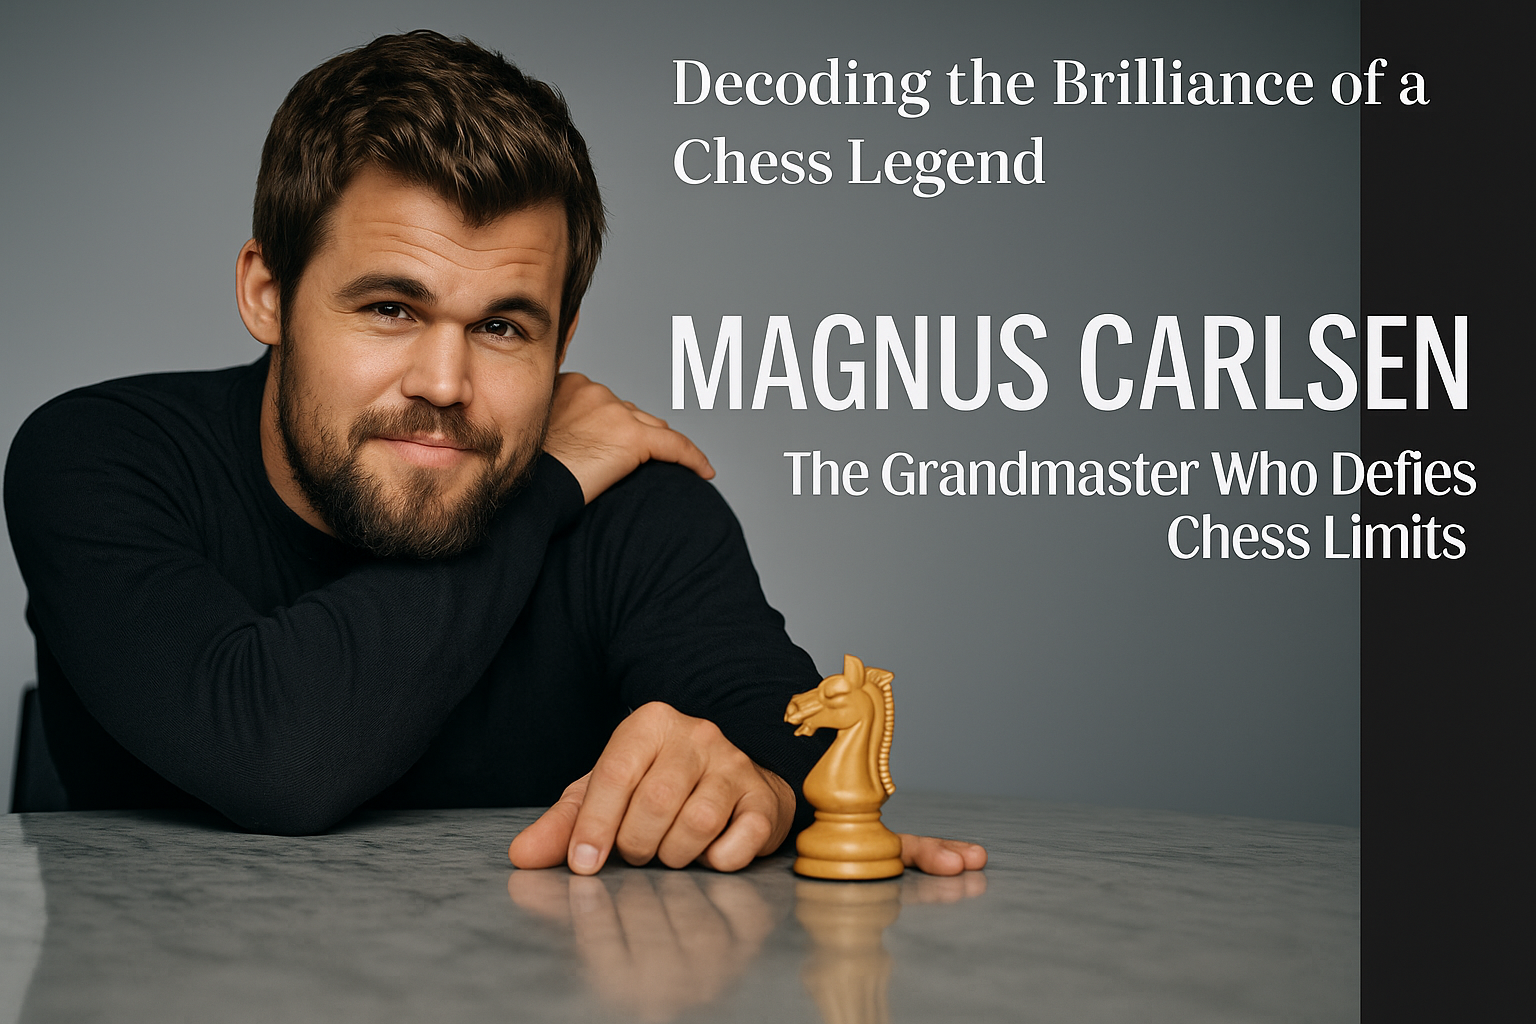 Decoding the Brilliance of a
Chess Legend
MAGNUS CARLSEN
The Grandmaster Who Defies
Chess Limits